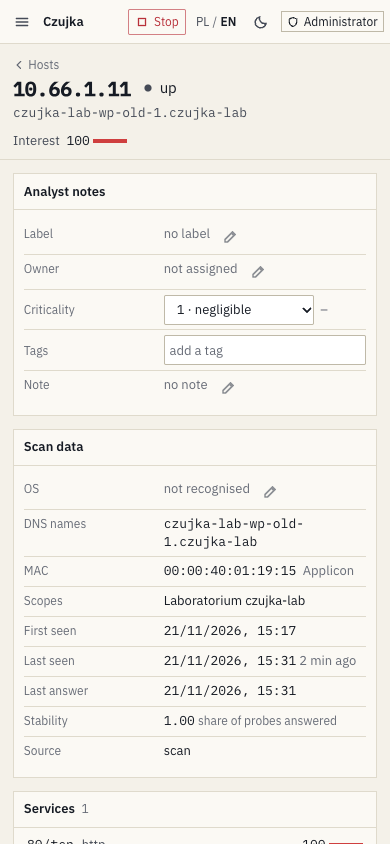 Czujka
Stop
PL / EN
Administrator
Hosts
10.66.1.11 up
czujka-lab-wp-old-1.czujka-lab
Interest 100
Analyst notes
Label no label
Owner not assigned
Criticality 1 · negligible –
Tags add a tag
Note no note
Scan data
OS not recognised
DNS names czujka-lab-wp-old-
1.czujka-lab
MAC 00:00:40:01:19:15 Applicon
Scopes Laboratorium czujka-lab
First seen 21/11/2026, 15:17
Last seen 21/11/2026, 15:31 2 min ago
Last answer 21/11/2026, 15:31
Stability 1.00 share of probes answered
Source scan
Services 1
80/tcp http 100